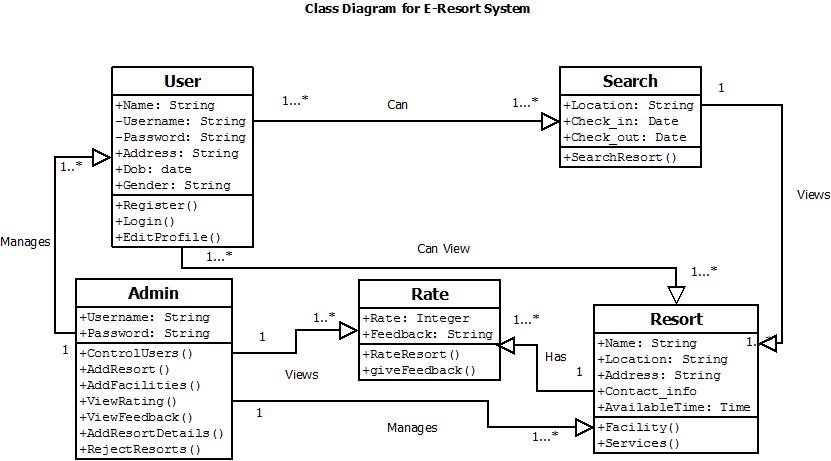 Class Diagram for E-Resort System
User
+Name: String
-Username: String
-Password: String
+Address: String
+Dob: date
+Gender: String
+Register()
+Login()
+EditProfile()
1...*
Can
1...*
Search
+Location: String
+Check_in: Date
+Check_out: Date
+SearchResort()
1
Views
1..*
Manages
1...*
Can View
1...*
Admin
+Username: String
+Password: String
+ControlUsers()
+AddResort()
+AddFacilities()
+ViewRating()
+ViewFeedback()
+AddResortDetails()
+RejectResorts()
1
1
1..*
Views
Rate
+Rate: Integer
+Feedback: String
+RateResort()
+giveFeedback()
1...*
Has
1
Resort
+Name: String
+Location: String
+Address: String
+Contact_info
+AvailableTime: Time
+Facility()
+Services()
1
Manages
1...*